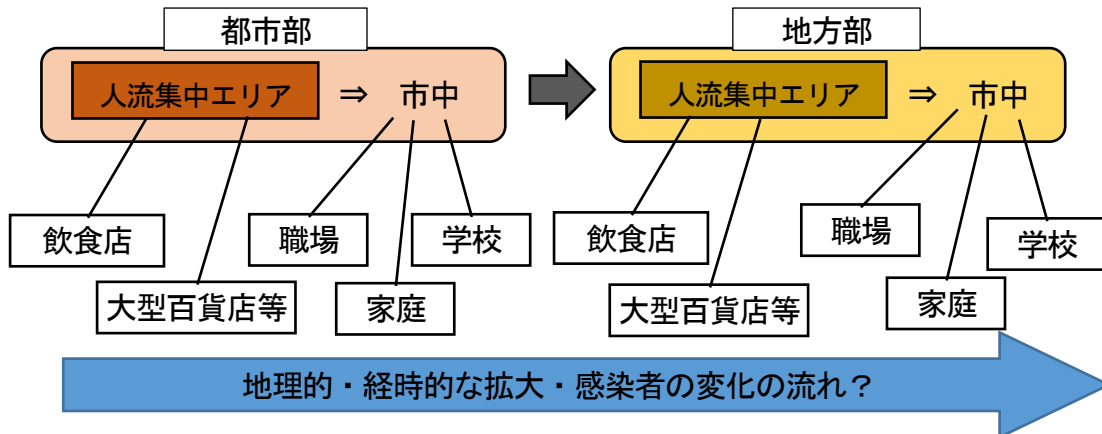 都市部
地方部
人流集中エリア ⇒ 市中
人流集中エリア ⇒ 市中
飲食店
職場
学校
大型百貨店等
家庭
飲食店
職場
学校
大型百貨店等
家庭
地理的・経時的な拡大・感染者の変化の流れ？